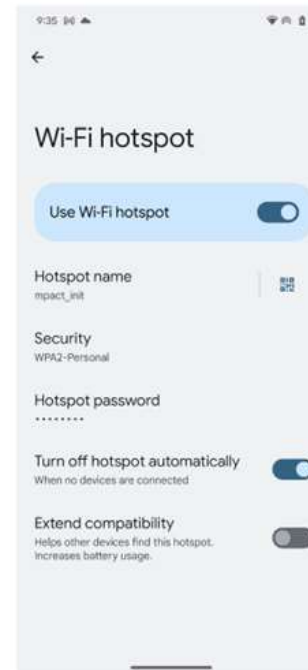 9:35
Wi-Fi hotspot
Use Wi-Fi hotspot
Hotspot name
mpact_init
Security
WPA2-Personal
Hotspot password
••••••••
Turn off hotspot automatically
When no devices are connected
Extend compatibility
Helps other devices find this hotspot.
Increases battery usage.